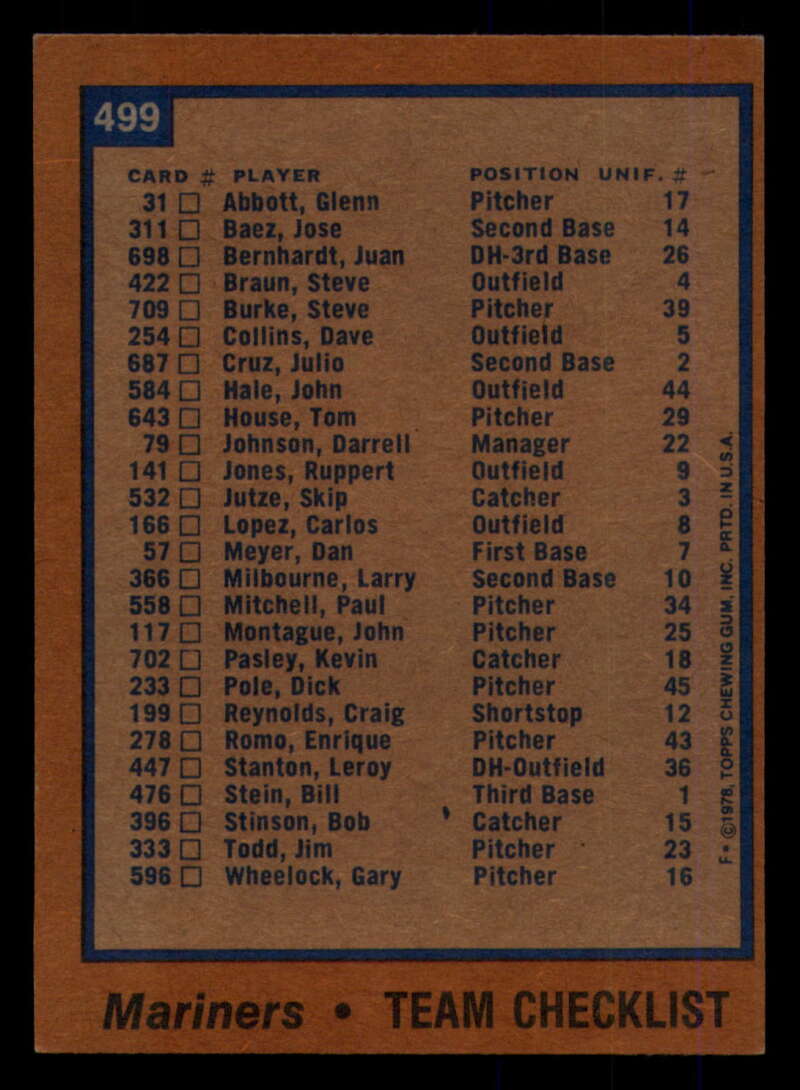 499
CARD # PLAYER POSITION UNIF. #
31 □ Abbott, Glenn Pitcher 17
311 □ Baez, Jose Second Base 14
698 □ Bernhardt, Juan DH-3rd Base 26
422 □ Braun, Steve Outfield 4
709 □ Burke, Steve Pitcher 39
254 □ Collins, Dave Outfield 5
687 □ Cruz, Julio Second Base 2
584 □ Hale, John Outfield 44
643 □ House, Tom Pitcher 29
79 □ Johnson, Darrell Manager 22
141 □ Jones, Ruppert Outfield 9
532 □ Jutze, Skip Catcher 3
166 □ Lopez, Carlos Outfield 8
57 □ Meyer, Dan First Base 7
366 □ Milbourne, Larry Second Base 10
558 □ Mitchell, Paul Pitcher 34
117 □ Montague, John Pitcher 25
702 □ Pasley, Kevin Catcher 18
233 □ Pole, Dick Pitcher 45
199 □ Reynolds, Craig Shortstop 12
278 □ Romo, Enrique Pitcher 43
447 □ Stanton, Leroy DH-Outfield 36
476 □ Stein, Bill Third Base 1
396 □ Stinson, Bob Catcher 15
333 □ Todd, Jim Pitcher 23
596 □ Wheelock, Gary Pitcher 16
F* ©1978, TOPPS CHEWING GUM, INC. PRTD. IN U.S.A.
Mariners • TEAM CHECKLIST